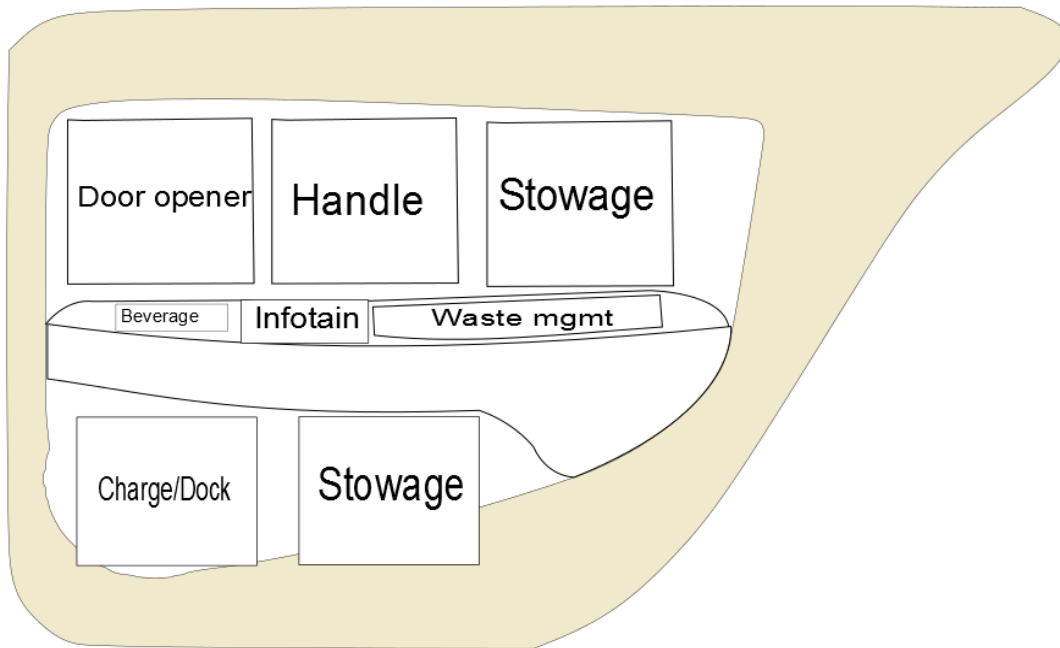 Door opener
Handle
Stowage
Beverage
Infotain
Waste mgmt
Charge/Dock
Stowage